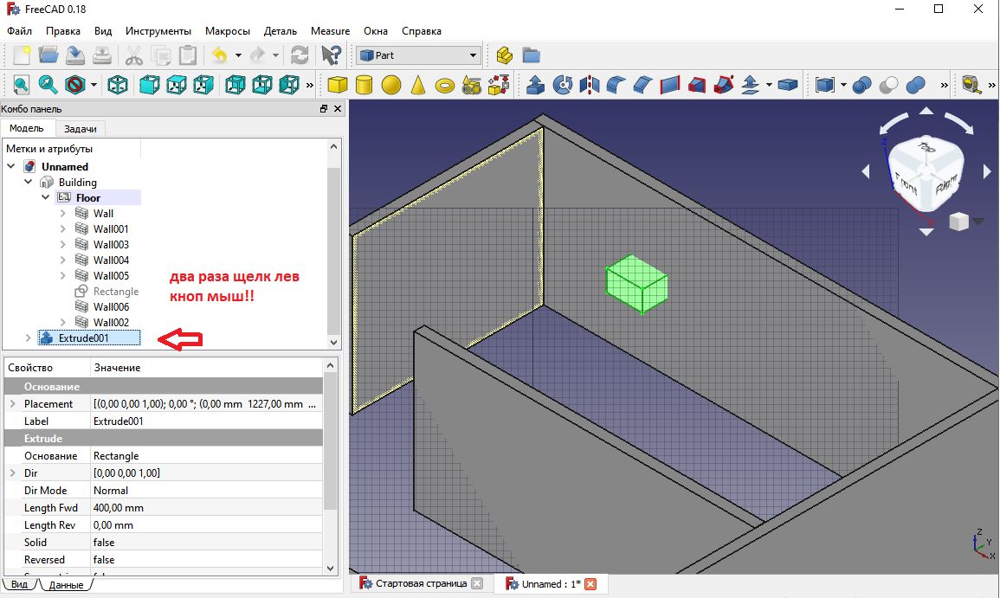 FreeCAD 0.18
Файл Правка Вид Инструменты Макросы Деталь Measure Окна Справка
Part
»
»
»
Комбо панель
Модель Задачи
Метки и атрибуты
Unnamed
Building
Floor
Wall
Wall001
Wall003
Wall004
Wall005
Rectangle
Wall006
Wall002
Extrude001
два раза щелк лев
кноп мыш!!
Свойство Значение
Основание
Placement [(0,00 0,00 1,00); 0,00 °; (0,00 mm 1227,00 mm ...
Label Extrude001
Extrude
Основание Rectangle
Dir [0,00 0,00 1,00]
Dir Mode Normal
Length Fwd 400,00 mm
Length Rev 0,00 mm
Solid false
Reversed false
Вид Данные
Top
Front
Right
Z
Z
Y
X
Стартовая страница
Unnamed : 1*